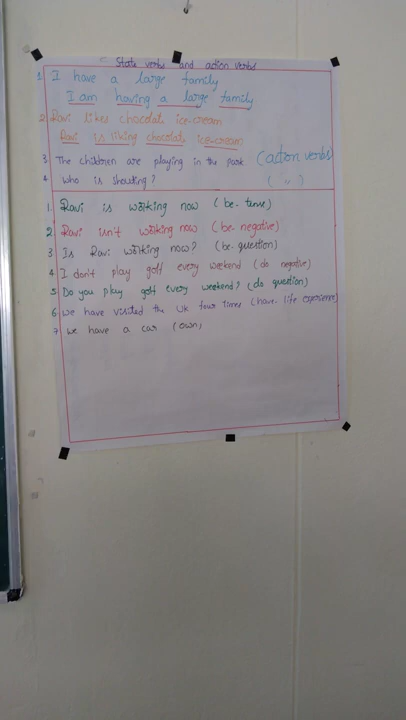 State verbs and action verbs
1. I have a large family
I am having a large family
2. Ravi likes chocolate ice-cream
Ravi is liking chocolate ice-cream
3 The children are playing in the park (action verbs)
4. who is shouting? ( " )
1. Ravi is working now (be- tense)
2. Ravi isn't working now (be- negative)
3 Is Ravi working now? (be- question)
4 I don't play golf every weekend (do negative)
5 Do you play golf every weekend? (do question)
6 we have visited the UK four times (have- life experience)
7 we have a car (own)